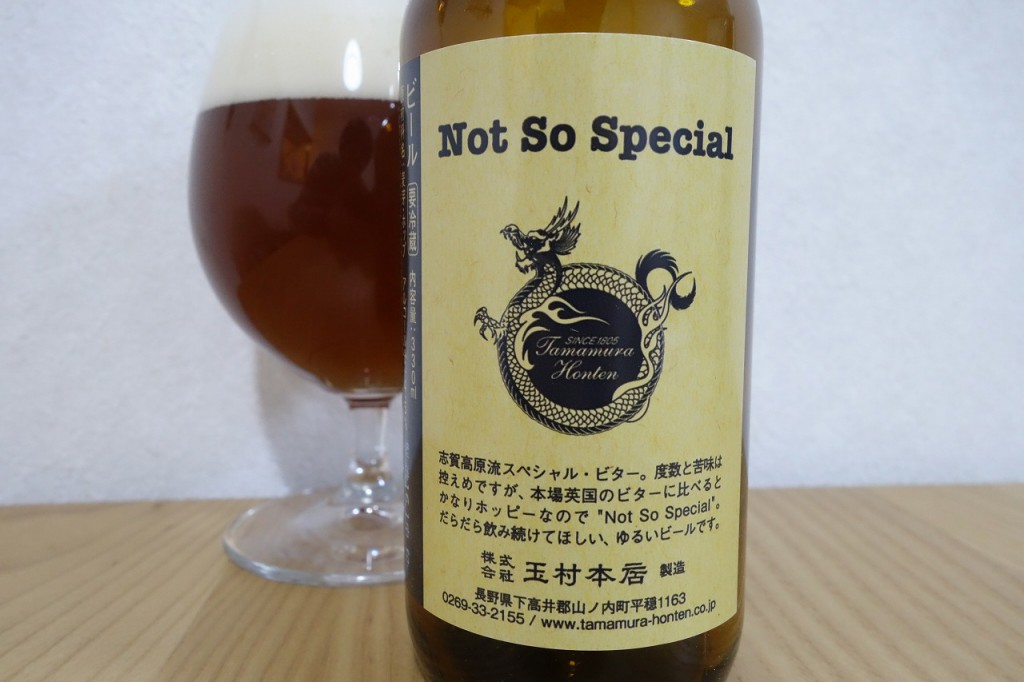 Not So Special
SINCE 1805
Tamamura
Honten
志賀高原流スペシャル・ビター。度数と苦味は
控えめですが、本場英国のビターに比べると
かなりホッピーなので "Not So Special"。
だらだら飲み続けてほしい、ゆるいビールです。
株式会社 玉村本店 製造
長野県下高井郡山ノ内町平穏1163
0269-33-2155 / www.tamamura-honten.co.jp
ビール 要冷蔵 内容量:330ml